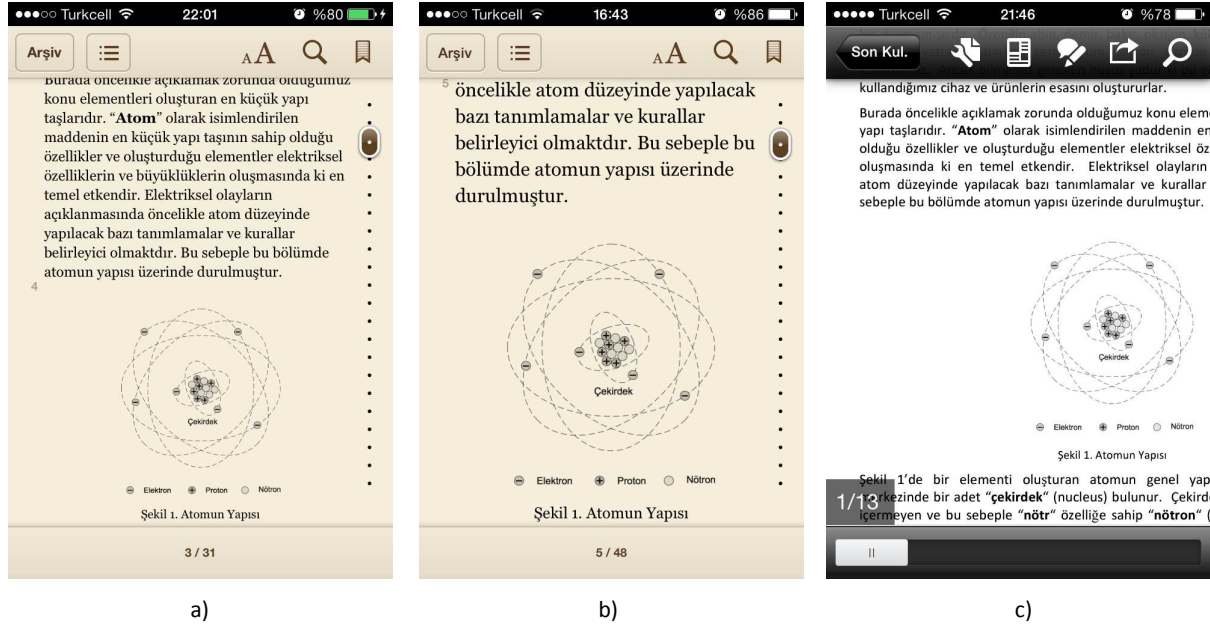 ●●●○○ Turkcell 22:01 %80
Arşiv AA
Burada öncelikle açıklamak zorunda olduğumuz
konu elementleri oluşturan en küçük yapı
taşlarıdır. “Atom” olarak isimlendirilen
maddenin en küçük yapı taşının sahip olduğu
özellikler ve oluşturduğu elementler elektriksel
özelliklerin ve büyüklüklerin oluşmasında ki en
temel etkendir. Elektriksel olayların
açıklanmasında öncelikle atom düzeyinde
yapılacak bazı tanımlamalar ve kurallar
belirleyici olmaktdır. Bu sebeple bu bölümde
atomun yapısı üzerinde durulmuştur.
4
Çekirdek
Elektron Proton Nötron
Şekil 1. Atomun Yapısı
3 / 31
a)
●●●○○ Turkcell 16:43 %86
Arşiv AA
5 öncelikle atom düzeyinde yapılacak
bazı tanımlamalar ve kurallar
belirleyici olmaktdır. Bu sebeple bu
bölümde atomun yapısı üzerinde
durulmuştur.
Çekirdek
Elektron Proton Nötron
Şekil 1. Atomun Yapısı
5 / 48
b)
●●●●● Turkcell 21:46 %78
Son Kul.
kullandığımız cihaz ve ürünlerin esasını oluştururlar.
Burada öncelikle açıklamak zorunda olduğumuz konu eleme
yapı taşlarıdır. “Atom” olarak isimlendirilen maddenin en
olduğu özellikler ve oluşturduğu elementler elektriksel öz
oluşmasında ki en temel etkendir. Elektriksel olayların
atom düzeyinde yapılacak bazı tanımlamalar ve kurallar
sebeple bu bölümde atomun yapısı üzerinde durulmuştur.
Çekirdek
Elektron Proton Nötron
Şekil 1. Atomun Yapısı
Şekil 1’de bir elementi oluşturan atomun genel yap
merkezinde bir adet “çekirdek“ (nucleus) bulunur. Çekirde
içermeyen ve bu sebeple “nötr“ özelliğe sahip “nötron“ (
1/13
c)